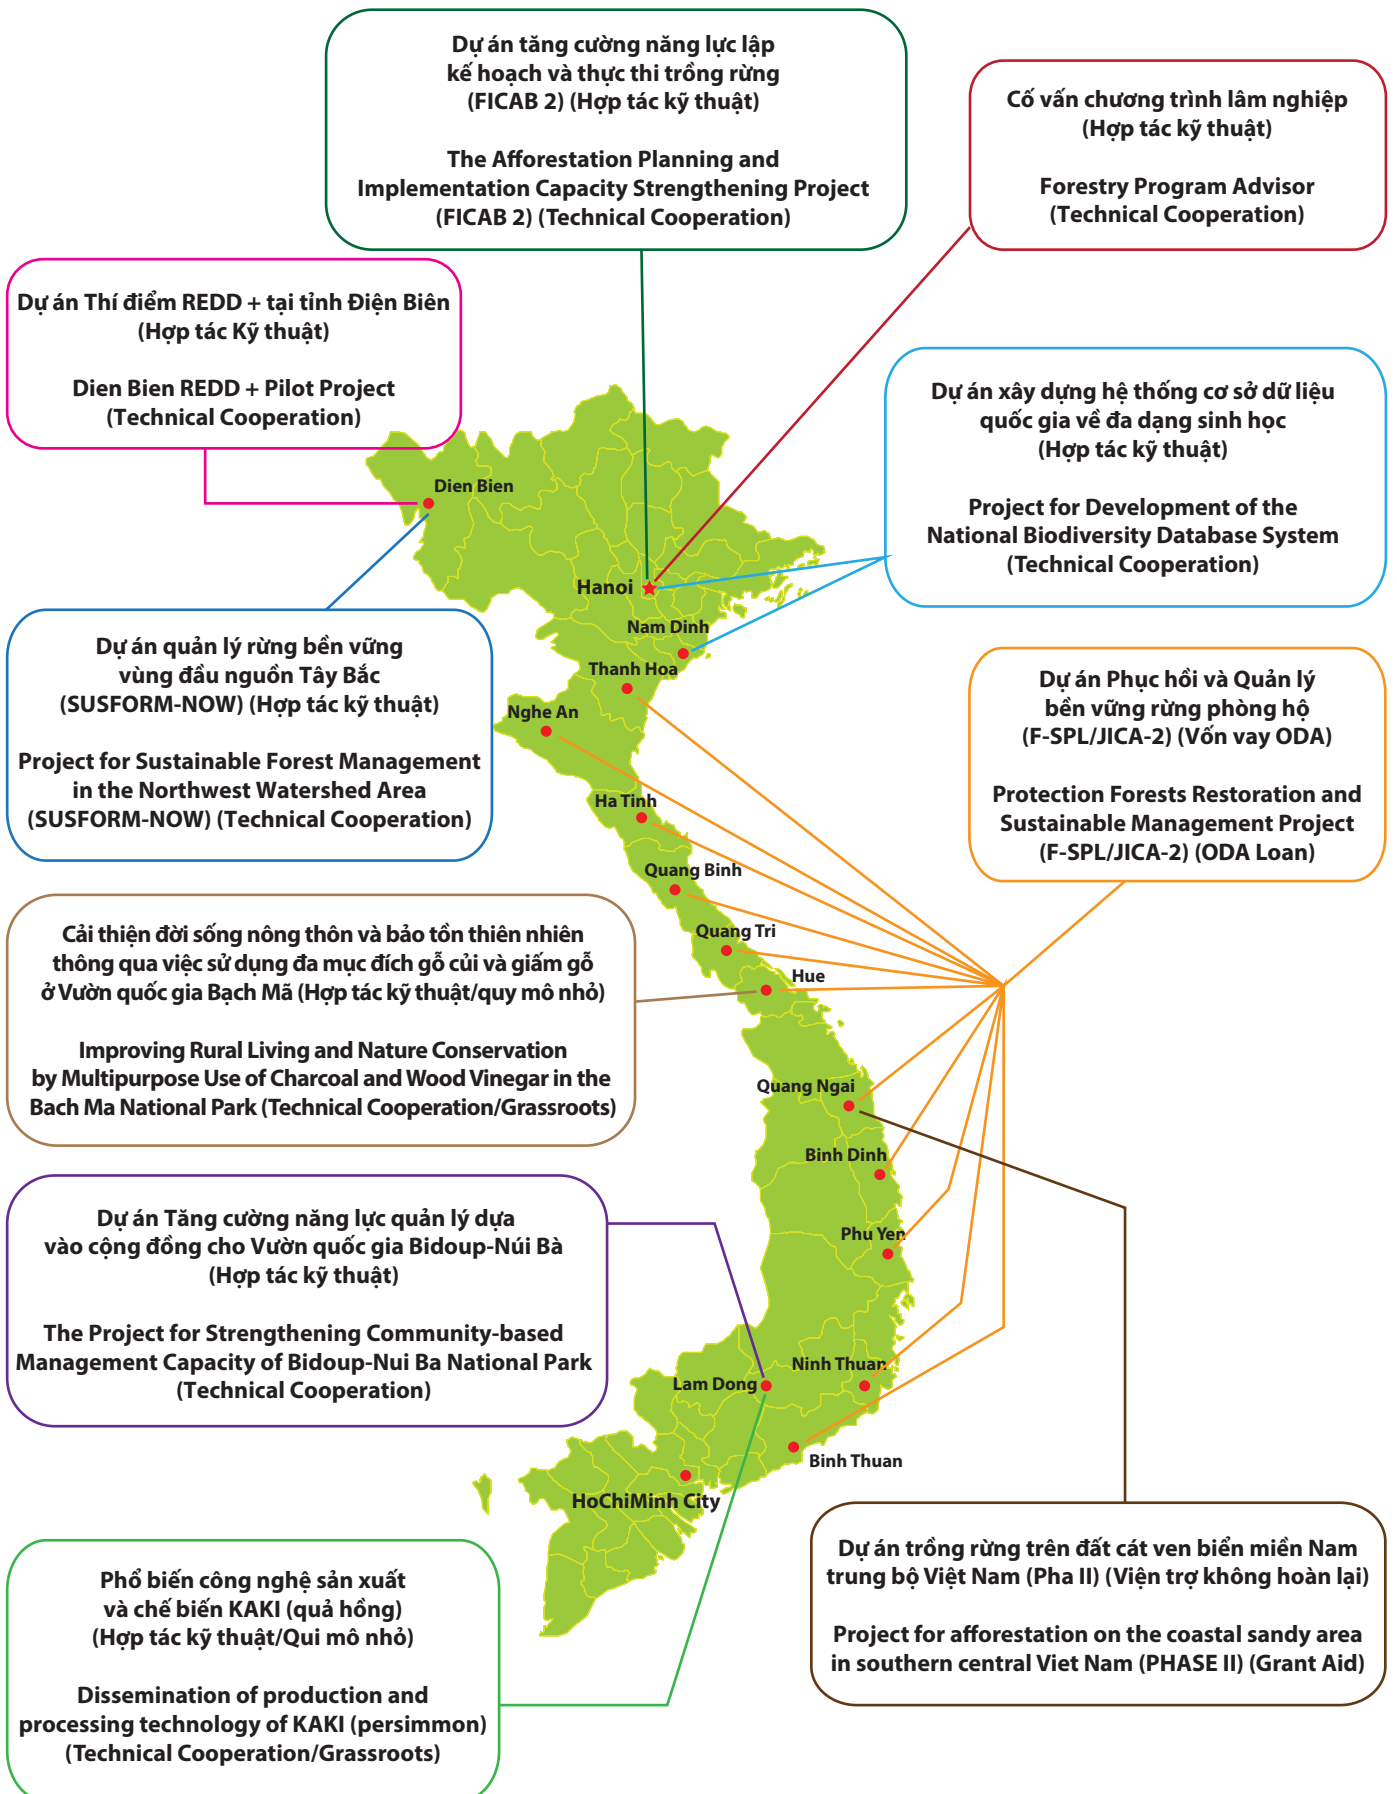 Dự án tăng cường năng lực lập
kế hoạch và thực thi trồng rừng
(FICAB 2) (Hợp tác kỹ thuật)
The Afforestation Planning and
Implementation Capacity Strengthening Project
(FICAB 2) (Technical Cooperation)
Cố vấn chương trình lâm nghiệp
(Hợp tác kỹ thuật)
Forestry Program Advisor
(Technical Cooperation)
Dự án Thí điểm REDD + tại tỉnh Điện Biên
(Hợp tác Kỹ thuật)
Dien Bien REDD + Pilot Project
(Technical Cooperation)
Dự án xây dựng hệ thống cơ sở dữ liệu
quốc gia về đa dạng sinh học
(Hợp tác kỹ thuật)
Project for Development of the
National Biodiversity Database System
(Technical Cooperation)
Dien Bien
Hanoi
Nam Dinh
Thanh Hoa
Nghe An
Ha Tinh
Quang Binh
Quang Tri
Hue
Quang Ngai
Binh Dinh
Phu Yen
Ninh Thuan
Lam Dong
Binh Thuan
HoChiMinh City
Dự án quản lý rừng bền vững
vùng đầu nguồn Tây Bắc
(SUSFORM-NOW) (Hợp tác kỹ thuật)
Project for Sustainable Forest Management
in the Northwest Watershed Area
(SUSFORM-NOW) (Technical Cooperation)
Dự án Phục hồi và Quản lý
bền vững rừng phòng hộ
(F-SPL/JICA-2) (Vốn vay ODA)
Protection Forests Restoration and
Sustainable Management Project
(F-SPL/JICA-2) (ODA Loan)
Cải thiện đời sống nông thôn và bảo tồn thiên nhiên
thông qua việc sử dụng đa mục đích gỗ củi và giấm gỗ
ở Vườn quốc gia Bạch Mã (Hợp tác kỹ thuật/quy mô nhỏ)
Improving Rural Living and Nature Conservation
by Multipurpose Use of Charcoal and Wood Vinegar in the
Bach Ma National Park (Technical Cooperation/Grassroots)
Dự án Tăng cường năng lực quản lý dựa
vào cộng đồng cho Vườn quốc gia Bidoup-Núi Bà
(Hợp tác kỹ thuật)
The Project for Strengthening Community-based
Management Capacity of Bidoup-Nui Ba National Park
(Technical Cooperation)
Dự án trồng rừng trên đất cát ven biển miền Nam
trung bộ Việt Nam (Pha II) (Viện trợ không hoàn lại)
Project for afforestation on the coastal sandy area
in southern central Viet Nam (PHASE II) (Grant Aid)
Phổ biến công nghệ sản xuất
và chế biến KAKI (quả hồng)
(Hợp tác kỹ thuật/Qui mô nhỏ)
Dissemination of production and
processing technology of KAKI (persimmon)
(Technical Cooperation/Grassroots)